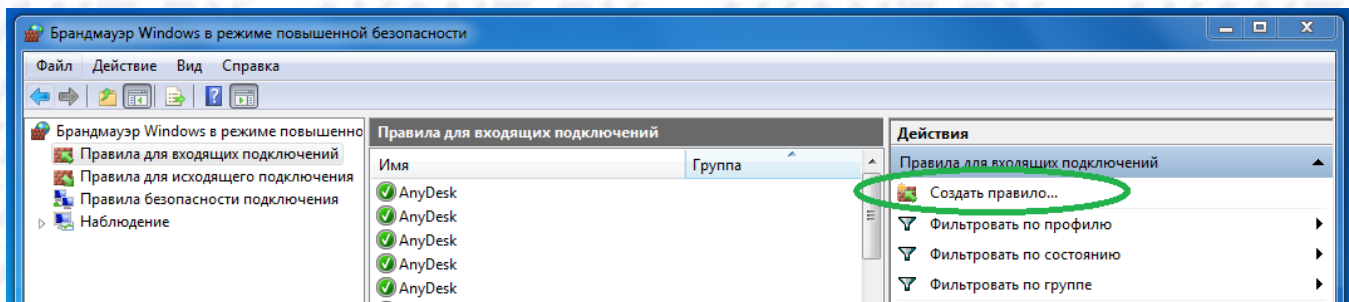 Брандмауэр Windows в режиме повышенной безопасности
Файл Действие Вид Справка
Брандмауэр Windows в режиме повышенно
Правила для входящих подключений
Правила для исходящего подключения
Правила безопасности подключения
Наблюдение
Правила для входящих подключений
Имя Группа
AnyDesk
AnyDesk
AnyDesk
AnyDesk
AnyDesk
Действия
Правила для входящих подключений
Создать правило...
Фильтровать по профилю
Фильтровать по состоянию
Фильтровать по группе